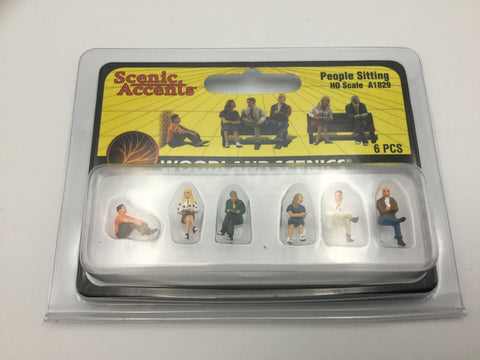 Scenic
Accents®
People Sitting
HO Scale A1829
6 PCS
WOODLAND SCENICS®